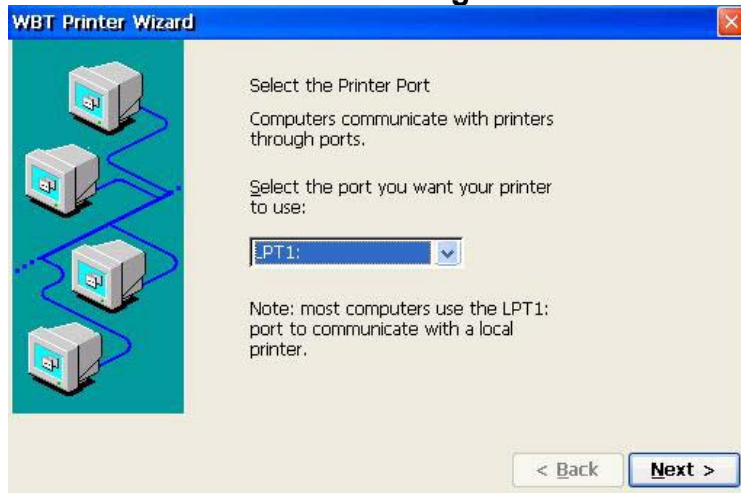 WBT Printer Wizard
Select the Printer Port
Computers communicate with printers
through ports.
Select the port you want your printer
to use:
LPT1:
Note: most computers use the LPT1:
port to communicate with a local
printer.
< Back Next >